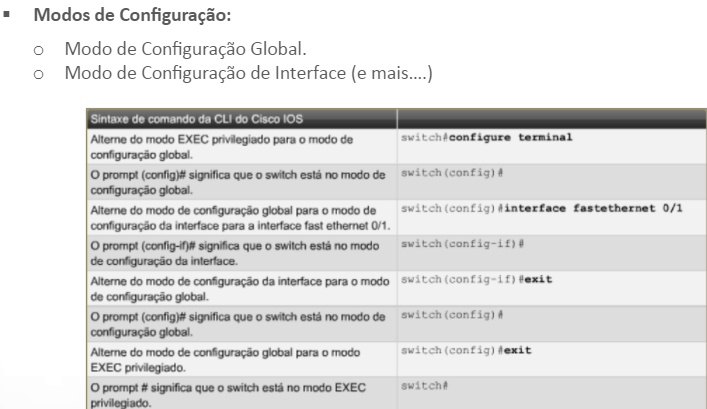 ▪ Modos de Configuração:
o Modo de Configuração Global.
o Modo de Configuração de Interface (e mais....)
Sintaxe de comando da CLI do Cisco IOS
Alterne do modo EXEC privilegiado para o modo de
configuração global.
switch#configure terminal
O prompt (config)# significa que o switch está no modo de
configuração global.
switch(config)#
Alterne do modo de configuração global para o modo de
configuração da interface para a interface fast ethernet 0/1.
switch(config)#interface fastethernet 0/1
O prompt (config-if)# significa que o switch está no modo
de configuração da interface.
switch(config-if)#
Alterne do modo de configuração da interface para o modo
de configuração global.
switch(config-if)#exit
O prompt (config)# significa que o switch está no modo de
configuração global.
switch(config)#
Alterne do modo de configuração global para o modo
EXEC privilegiado.
switch(config)#exit
O prompt # significa que o switch está no modo EXEC
privilegiado.
switch#